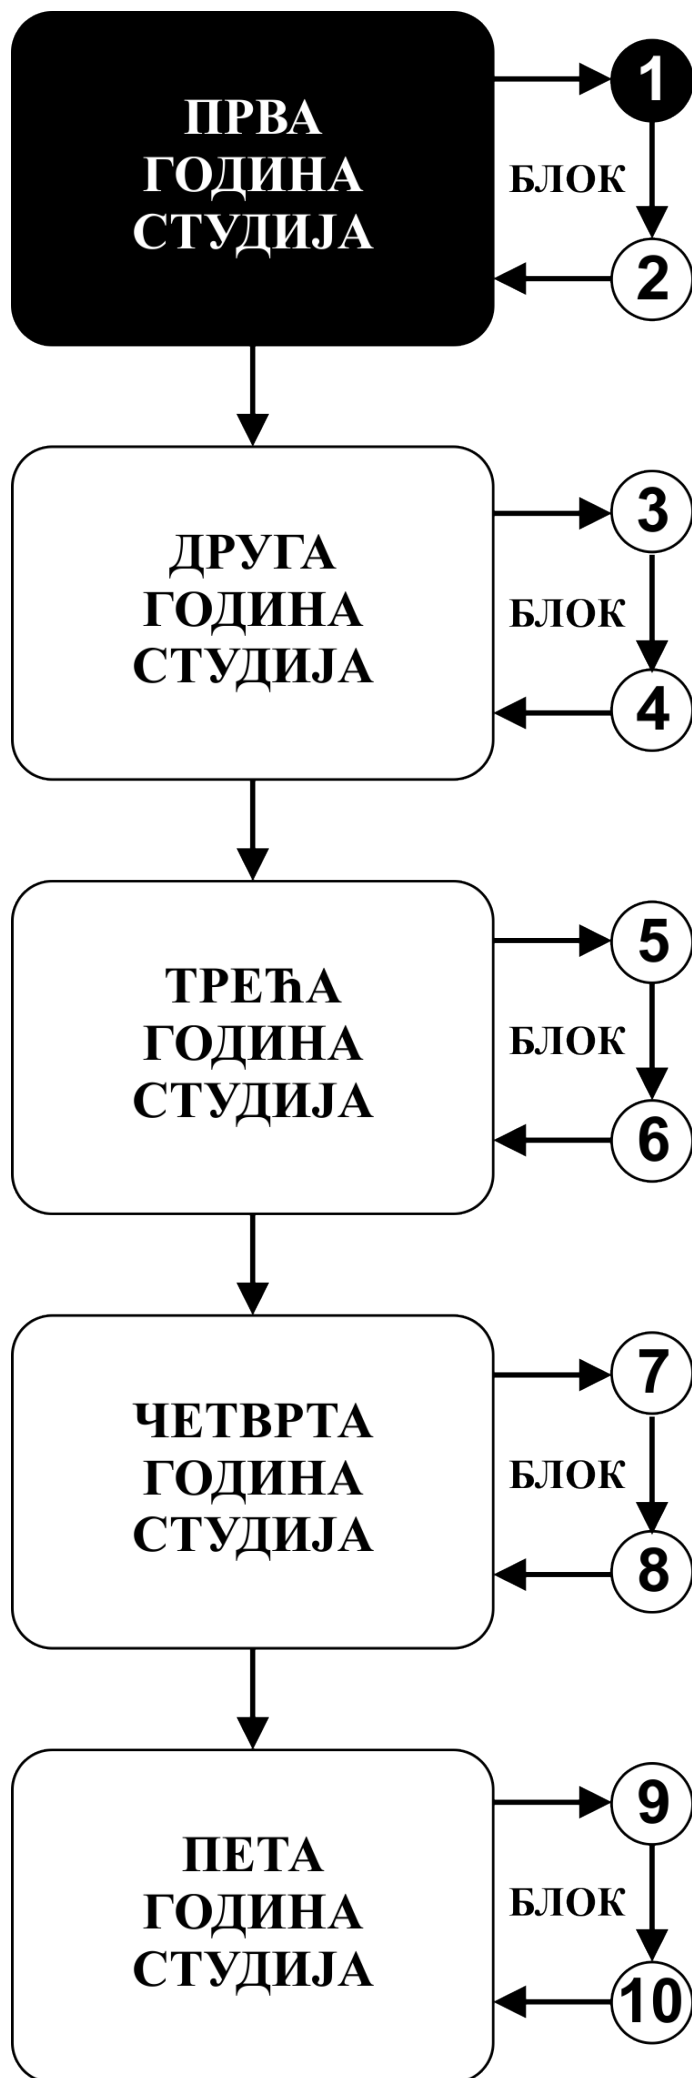 ПРВА
ГОДИНА
СТУДИЈА
1
БЛОК
2
ДРУГА
ГОДИНА
СТУДИЈА
3
БЛОК
4
ТРЕЋА
ГОДИНА
СТУДИЈА
5
БЛОК
6
ЧЕТВРТА
ГОДИНА
СТУДИЈА
7
БЛОК
8
ПЕТА
ГОДИНА
СТУДИЈА
9
БЛОК
10